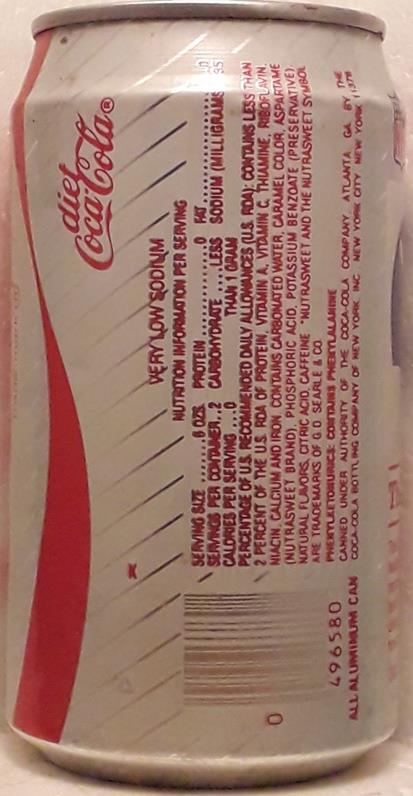 diet
Coca-Cola®
VERY LOW SODIUM
NUTRITION INFORMATION PER SERVING
SERVING SIZE ........ 6 OZS. PROTEIN ................ 0 FAT
SERVINGS PER CONTAINER...2 CARBOHYDRATE ... LESS SODIUM (MILLIGRAMS
CALORIES PER SERVING ...0 THAN 1 GRAM
PERCENTAGE OF U.S. RECOMMENDED DAILY ALLOWANCES (U.S. RDA): CONTAINS LESS THAN
2 PERCENT OF THE U.S. RDA OF PROTEIN, VITAMIN A, VITAMIN C, THIAMINE, RIBOFLAVIN,
NIACIN, CALCIUM AND IRON. CONTAINS CARBONATED WATER, CARAMEL COLOR, ASPARTAME
(NUTRASWEET BRAND), PHOSPHORIC ACID, POTASSIUM BENZOATE (PRESERVATIVE)
NATURAL FLAVORS, CITRIC ACID, CAFFEINE "NUTRASWEET AND THE NUTRASWEET SYMBOL
ARE TRADEMARKS OF G.D. SEARLE & CO.
PHENYLKETONURICS: CONTAINS PHENYLALANINE
CANNED UNDER AUTHORITY OF THE COCA-COLA COMPANY, ATLANTA, GA. BY THE
COCA-COLA BOTTLING COMPANY OF NEW YORK, INC. NEW YORK CITY, NEW YORK
0
496580
ALL ALUMINUM CAN